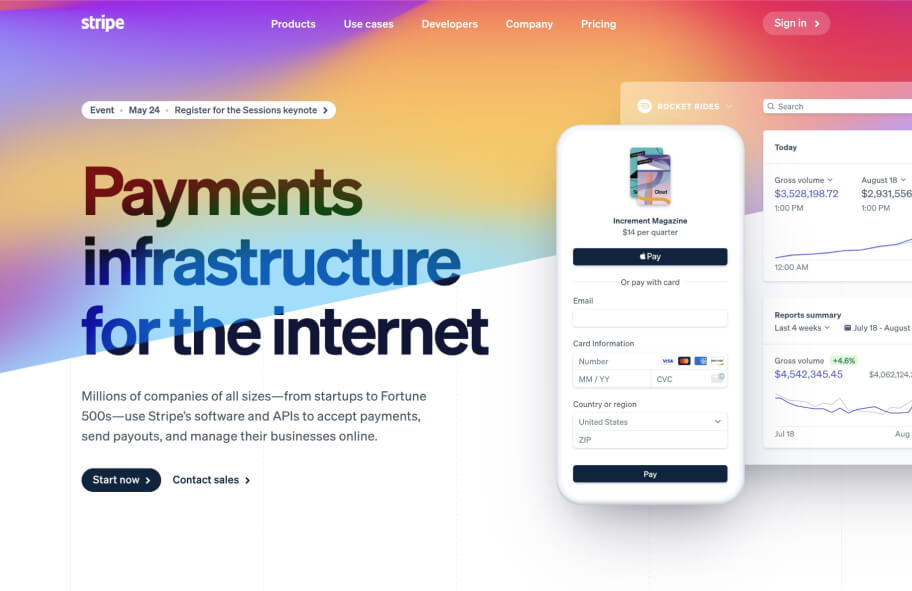 stripe
Products
Use cases
Developers
Company
Pricing
Sign in
Event • May 24 • Register for the Sessions keynote
Payments
infrastructure
for the internet
Millions of companies of all sizes—from startups to Fortune
500s—use Stripe’s software and APIs to accept payments,
send payouts, and manage their businesses online.
Start now
Contact sales
Cloud
Increment Magazine
$14 per quarter
Pay
Or pay with card
Email
Card Information
Number
VISA
MM / YY
CVC
Country or region
United States
ZIP
Pay
ROCKET RIDES
Search
Today
Gross volume
August 18
$3,528,198.72
$2,931,556
1:00 PM
1:00 PM
12:00 AM
Reports summary
Last 4 weeks
July 18 - August
Gross volume +4.6%
$4,542,345.45
$4,062,124.
Jul 18
Aug